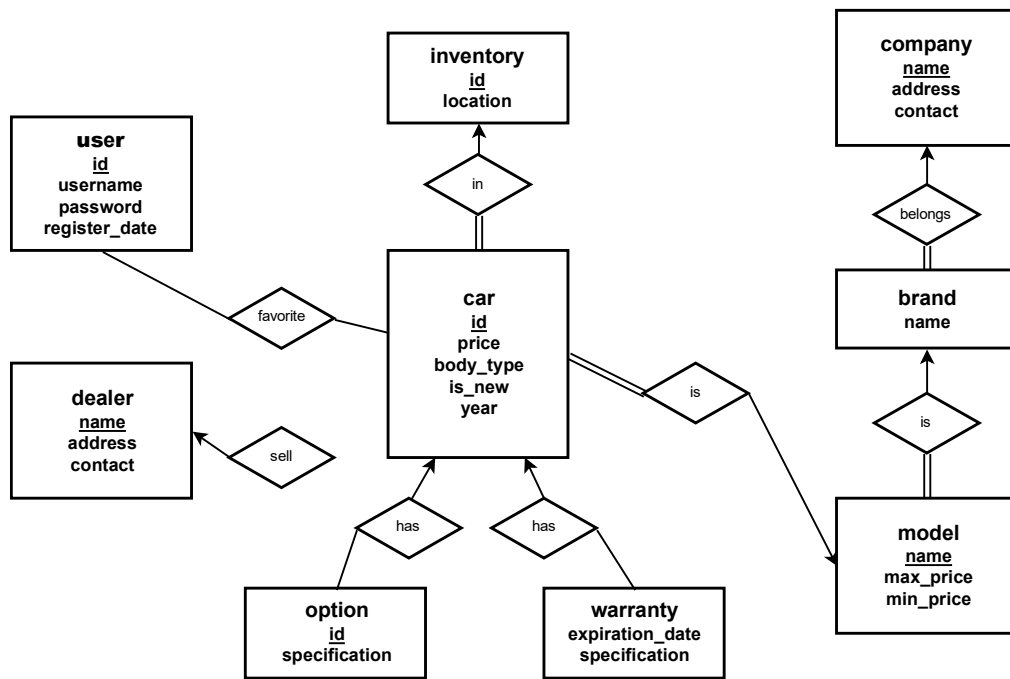 inventory
id
location
company
name
address
contact
user
id
username
password
register_date
in
belongs
favorite
car
id
price
body_type
is_new
year
brand
name
dealer
name
address
contact
sell
is
is
has
has
option
id
specification
warranty
expiration_date
specification
model
name
max_price
min_price